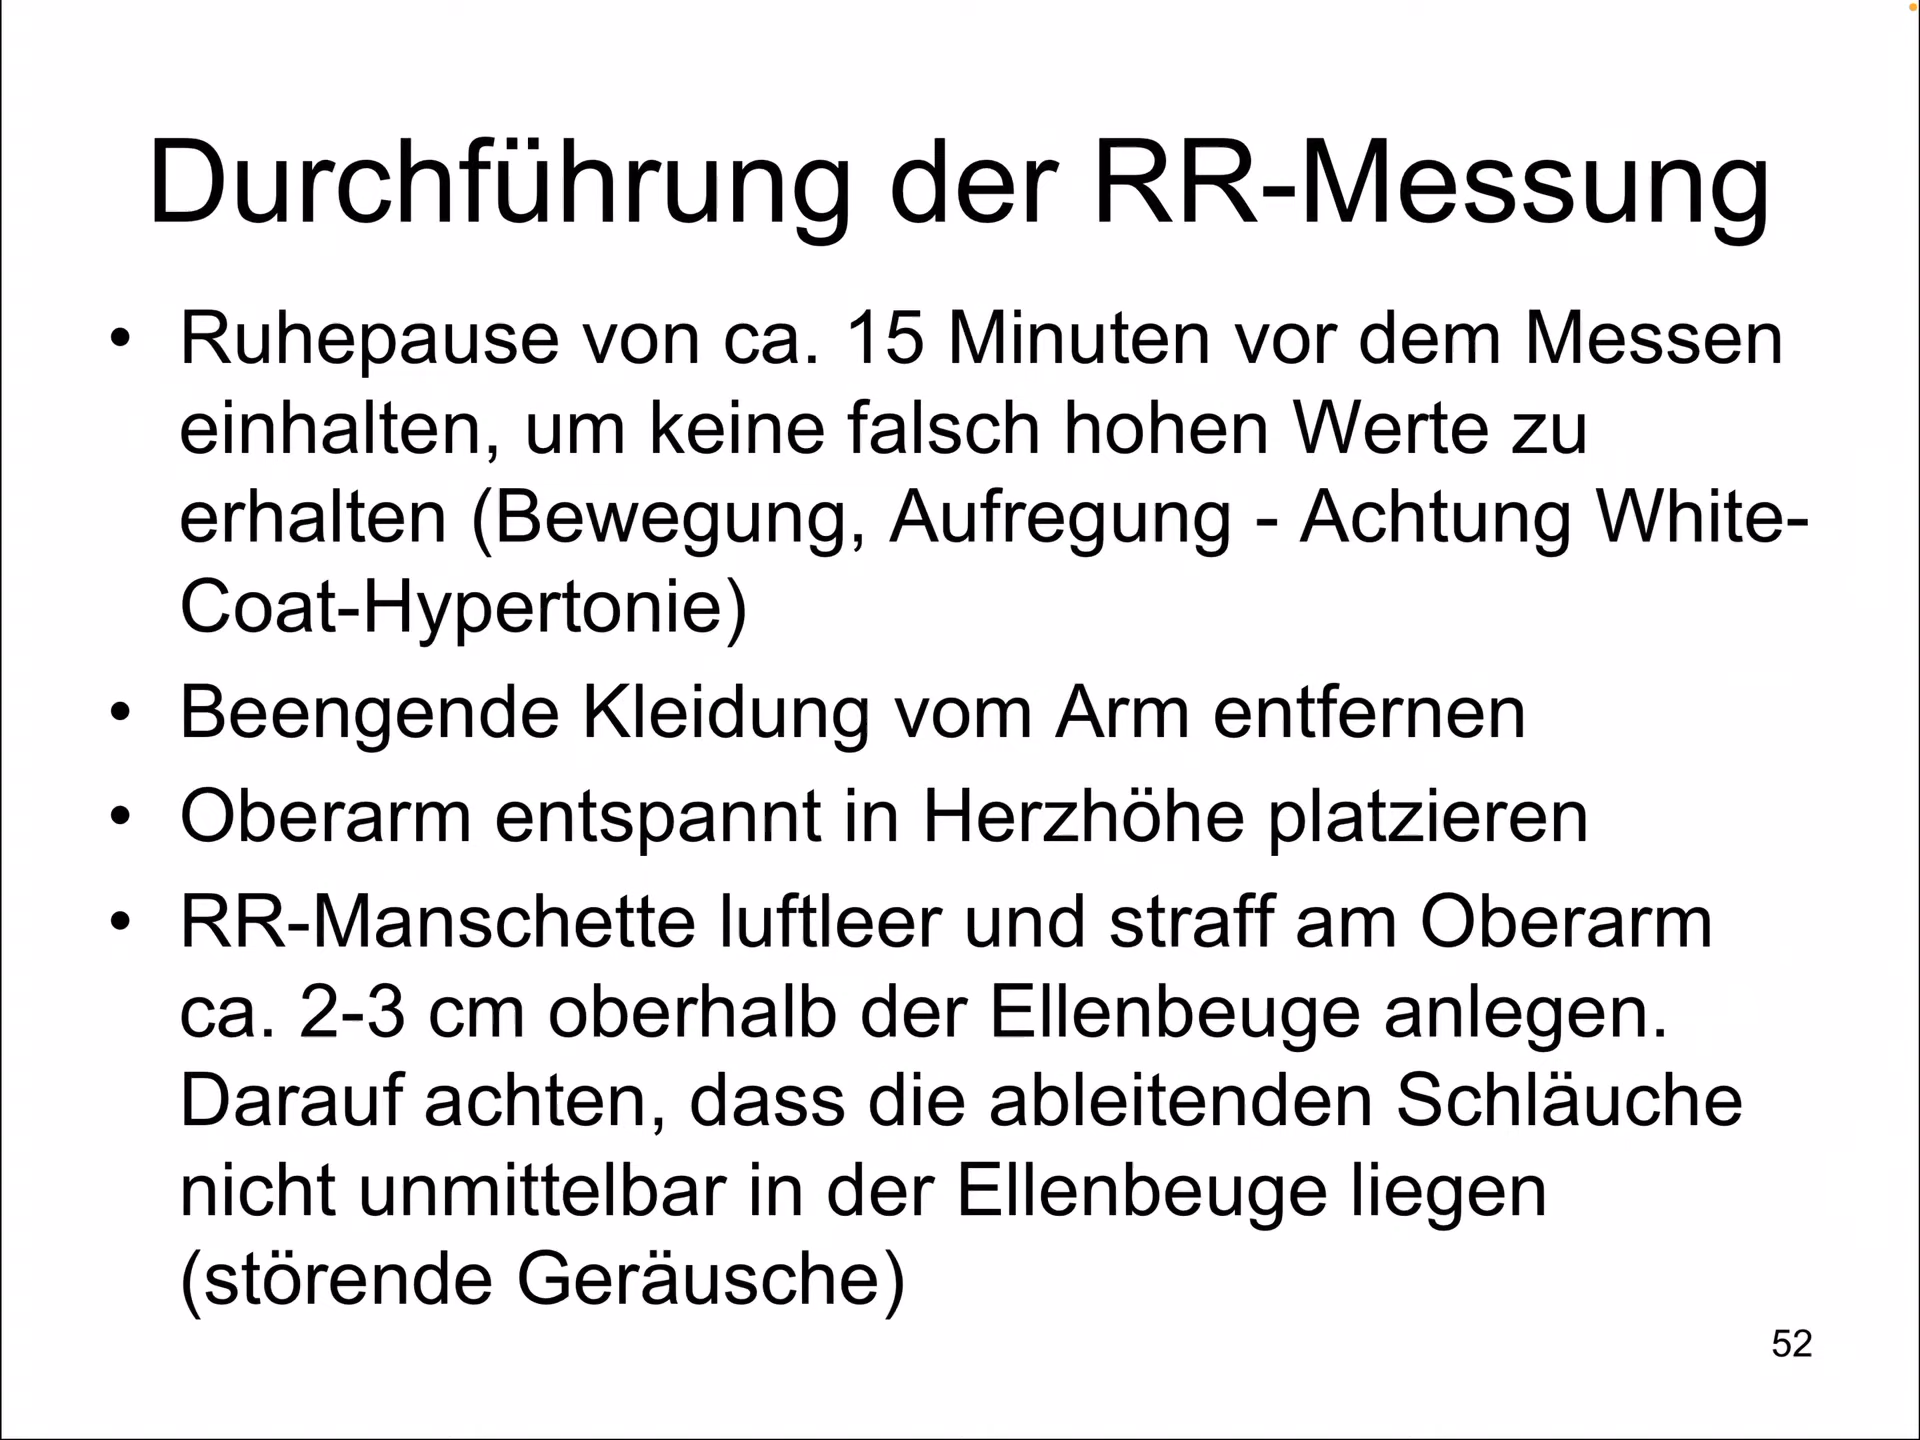 Durchführung der RR-Messung
• Ruhepause von ca. 15 Minuten vor dem Messen
einhalten, um keine falsch hohen Werte zu
erhalten (Bewegung, Aufregung - Achtung White-
Coat-Hypertonie)
• Beengende Kleidung vom Arm entfernen
• Oberarm entspannt in Herzhöhe platzieren
• RR-Manschette luftleer und straff am Oberarm
ca. 2-3 cm oberhalb der Ellenbeuge anlegen.
Darauf achten, dass die ableitenden Schläuche
nicht unmittelbar in der Ellenbeuge liegen
(störende Geräusche)
52